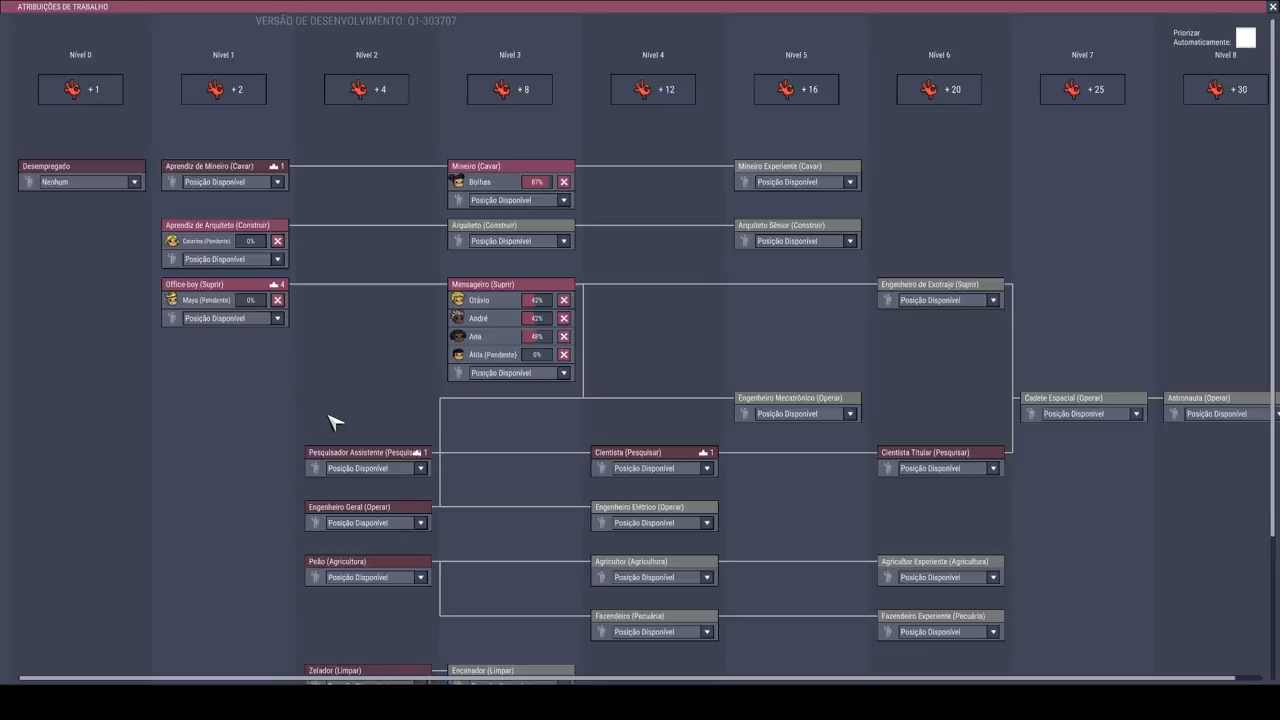 ATRIBUIÇÕES DE TRABALHO
VERSÃO DE DESENVOLVIMENTO: Q1-303707
Priorizar
Automaticamente:
Nível 0
Nível 1
Nível 2
Nível 3
Nível 4
Nível 5
Nível 6
Nível 7
Nível 8
+ 1
+ 2
+ 4
+ 8
+ 12
+ 16
+ 20
+ 25
+ 30
Desempregado
Nenhum
Aprendiz de Mineiro (Cavar) 1
Posição Disponível
Mineiro (Cavar)
Bolhas 87%
Posição Disponível
Mineiro Experiente (Cavar)
Posição Disponível
Aprendiz de Arquiteto (Construir)
Catarina (Pendente) 0%
Posição Disponível
Arquiteto (Construir)
Posição Disponível
Arquiteto Sênior (Construir)
Posição Disponível
Office-boy (Suprir) 4
Maya (Pendente) 0%
Posição Disponível
Mensageiro (Suprir)
Otávio 42%
André 42%
Ana 48%
Átila (Pendente) 0%
Posição Disponível
Engenheiro de Exotraje (Suprir)
Posição Disponível
Engenheiro Mecatrônico (Operar)
Posição Disponível
Cadete Espacial (Operar)
Posição Disponível
Astronauta (Operar)
Posição Disponível
Pesquisador Assistente (Pesquisa 1
Posição Disponível
Cientista (Pesquisar) 1
Posição Disponível
Cientista Titular (Pesquisar)
Posição Disponível
Engenheiro Geral (Operar)
Posição Disponível
Engenheiro Elétrico (Operar)
Posição Disponível
Peão (Agricultura)
Posição Disponível
Agricultor (Agricultura)
Posição Disponível
Agricultor Experiente (Agricultura)
Posição Disponível
Fazendeiro (Pecuária)
Posição Disponível
Fazendeiro Experiente (Pecuária)
Posição Disponível
Zelador (Limpar)
Encanador (Limpar)